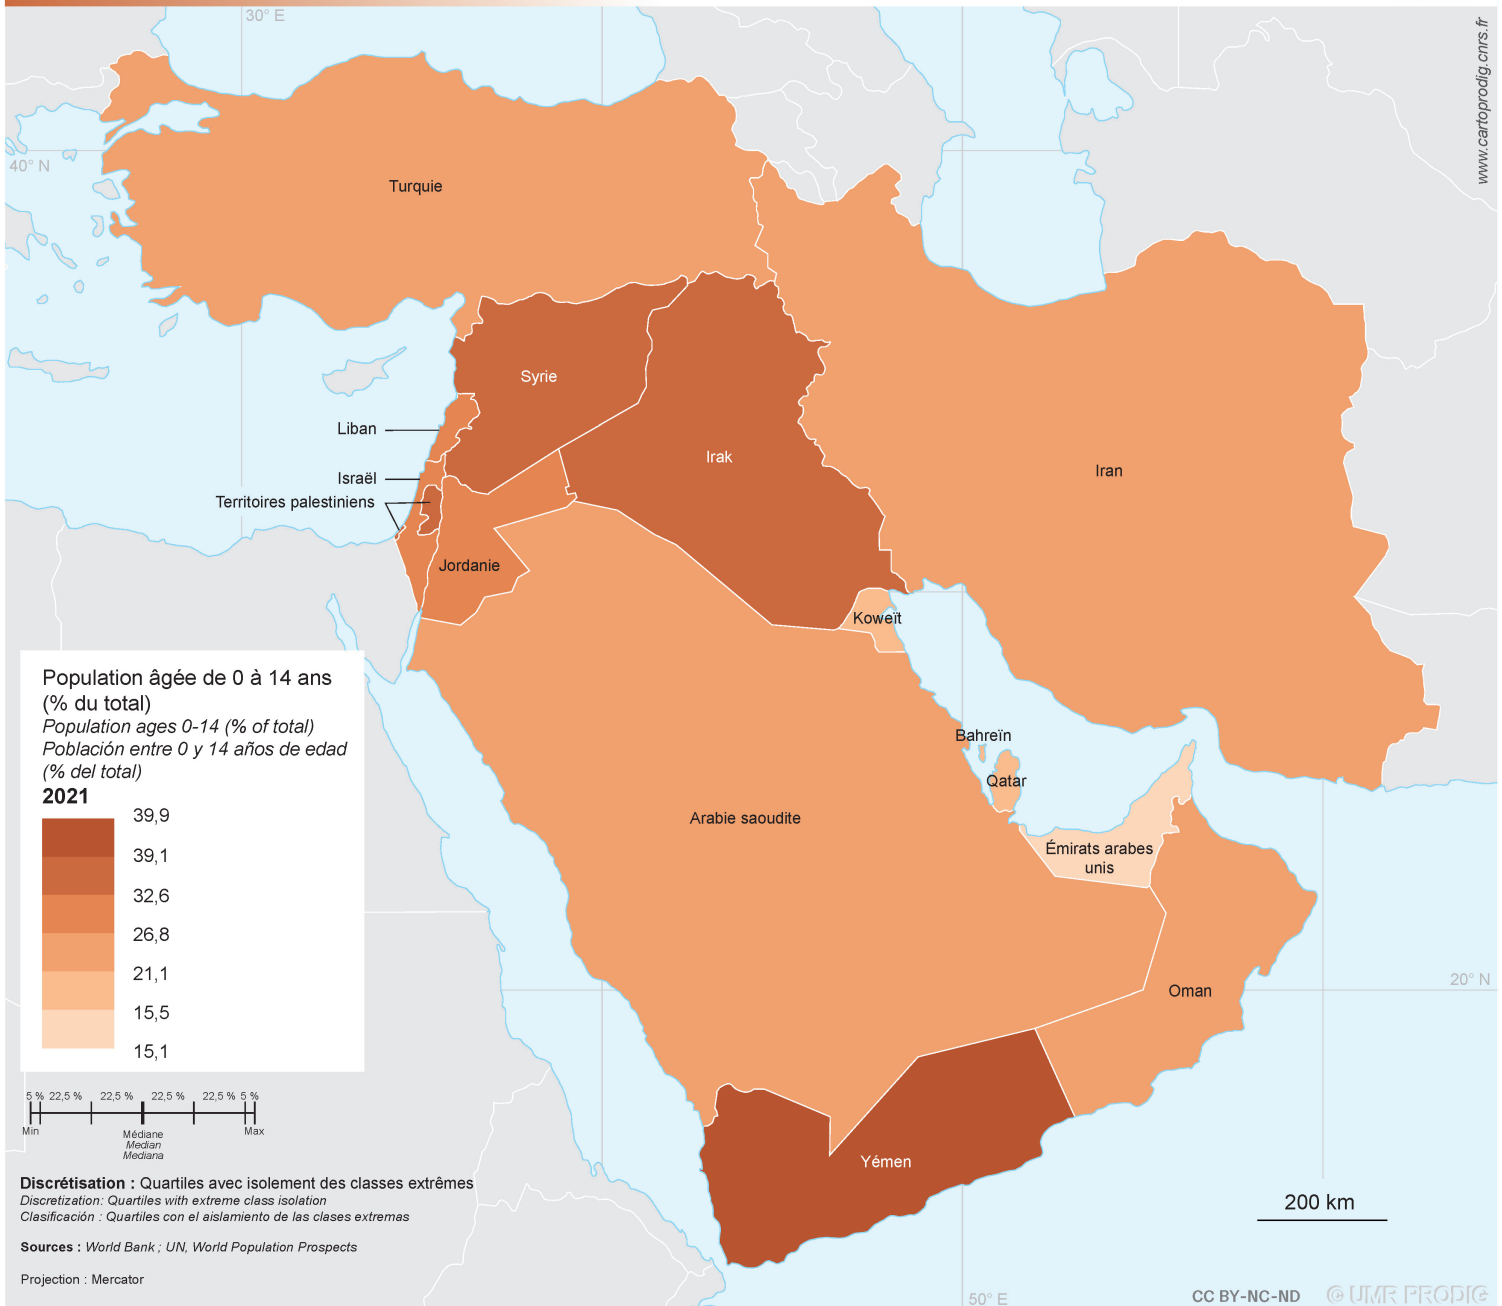 30° E
www.cartoprodig.cnrs.fr
40° N
Turquie
Syrie
Liban
Irak
Iran
Israël
Territoires palestiniens
Jordanie
Koweït
Population âgée de 0 à 14 ans
(% du total)
Population ages 0-14 (% of total)
Población entre 0 y 14 años de edad
(% del total)
2021
39,9
39,1
32,6
26,8
21,1
15,5
15,1
Bahreïn
Qatar
Arabie saoudite
Émirats arabes
unis
Oman
20° N
Yémen
5 % 22,5 % 22,5 % 22,5 % 22,5 % 5 %
Min
Médiane
Median
Mediana
Max
Discrétisation : Quartiles avec isolement des classes extrêmes
Discretization: Quartiles with extreme class isolation
Clasificación : Quartiles con el aislamiento de las clases extremas
Sources : World Bank ; UN, World Population Prospects
Projection : Mercator
200 km
50° E
CC BY-NC-ND
© UMR PRODIG